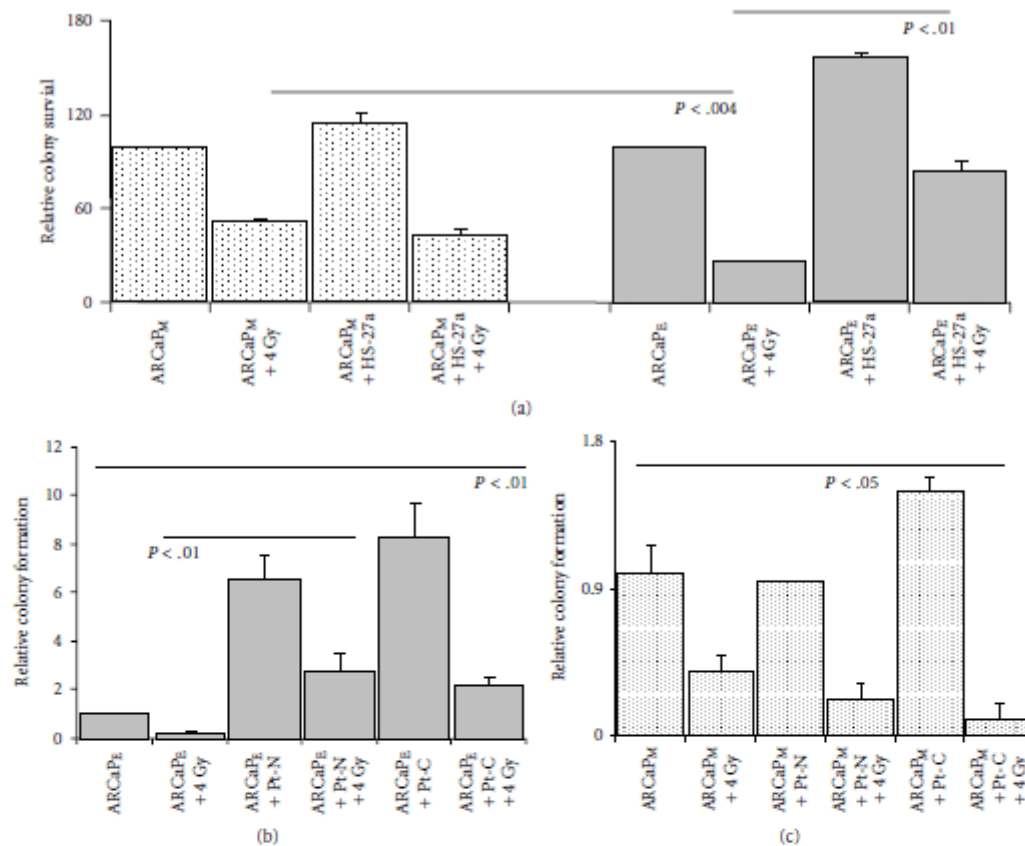 180
120
60
0
Relative colony survial
P < .01
P < .004
ARCaPM
ARCaPM
+ 4 Gy
ARCaPM
+ HS-27a
ARCaPM
+ HS-27a
+ 4 Gy
ARCaPE
ARCaPE
+ 4Gy
ARCaPE
+ HS-27a
ARCaPE
+ HS-27a
+ 4 Gy
(a)
12
10
8
6
4
2
0
Relative colony formation
P < .01
P < .01
ARCaPE
ARCaPE
+ 4 Gy
ARCaPE
+ Pt-N
ARCaPE
+ Pt-N
+ 4 Gy
ARCaPE
+ Pt-C
ARCaPE
+ Pt-C
+ 4 Gy
(b)
1.8
0.9
0
Relative colony formation
P < .05
ARCaPM
ARCaPM
+ 4 Gy
ARCaPM
+ Pt-N
ARCaPM
+ Pt-N
+ 4 Gy
ARCaPM
+ Pt-C
ARCaPM
+ Pt- C
+ 4 Gy
(c)